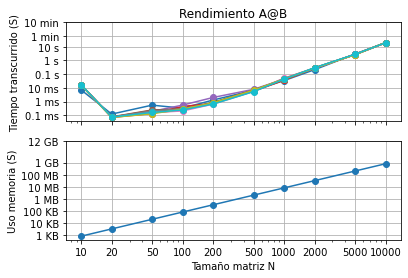 Rendimiento A@B
Tiempo transcurrido (S)
10 min
1 min
10 s
1 s
0.1 s
10 ms
1 ms
0.1 ms
Uso memoria (S)
12 GB
1 GB
100 MB
10 MB
1 MB
100 KB
10 KB
1 KB
10 20 50 100 200 500 1000 2000 5000 10000
Tamaño matriz N